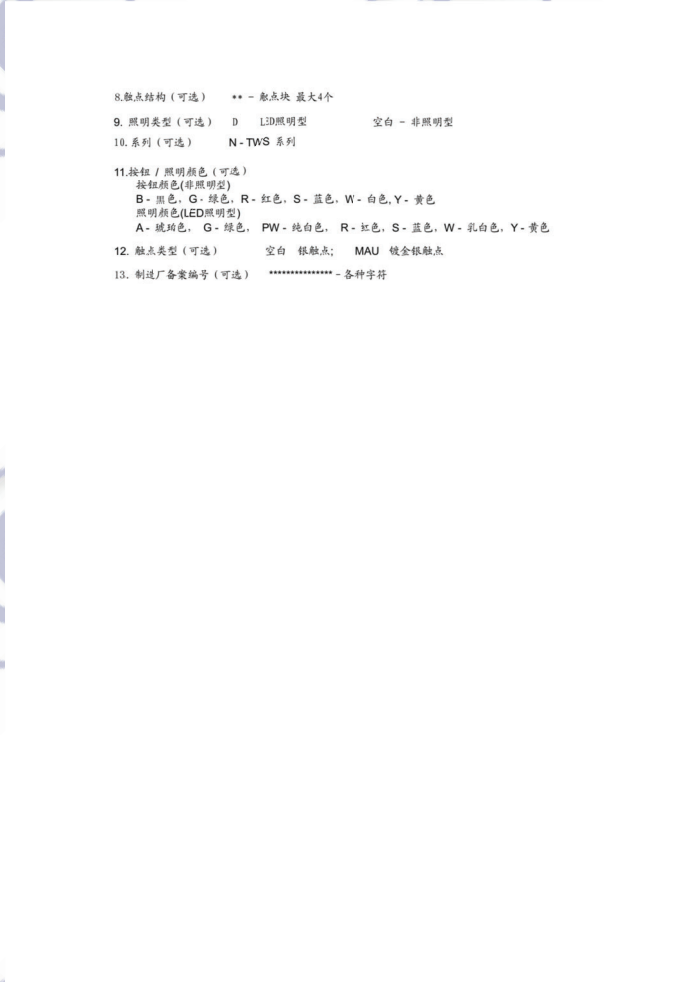 8.触点结构（可选） ** - 触点块 最大4个
9. 照明类型（可选） D LED照明型 空白 - 非照明型
10.系列（可选） N - TWS 系列
11.按钮 / 照明颜色（可选）
按钮颜色(非照明型)
B - 黑色，G - 绿色，R - 红色，S - 蓝色，W - 白色, Y - 黄色
照明颜色(LED照明型)
A - 琥珀色， G - 绿色， PW - 纯白色， R - 红色，S - 蓝色，W - 乳白色，Y - 黄色
12. 触点类型（可选） 空白 银触点; MAU 镀金银触点
13. 制造厂备案编号（可选） *************** - 各种字符